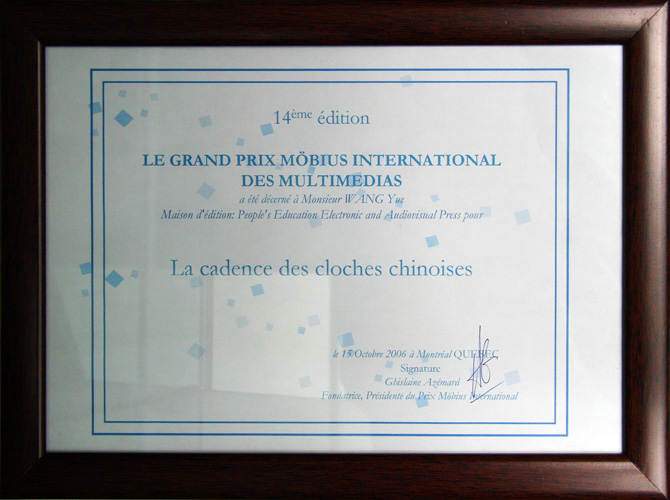 14ème édition
LE GRAND PRIX MÖBIUS INTERNATIONAL
DES MULTIMEDIAS
a été décerné à Monsieur WANG Yue
Maison d'édition: People's Education Electronic and Audiovisual Press pour
La cadence des cloches chinoises
le 15 Octobre 2006 à Montréal QUEBEC
Signature
Ghislaine Azémard
Fondatrice, Présidente du Prix Möbius International